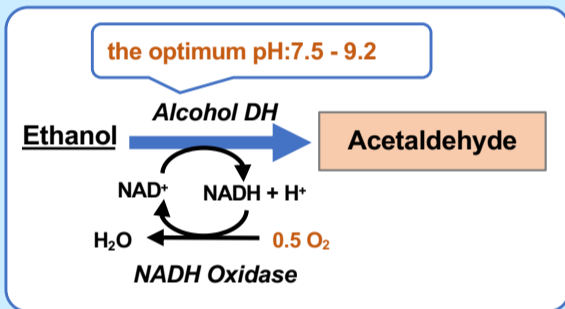 the optimum pH:7.5 - 9.2
Alcohol DH
Ethanol
Acetaldehyde
NAD⁺
NADH + H⁺
H₂O
0.5 O₂
NADH Oxidase